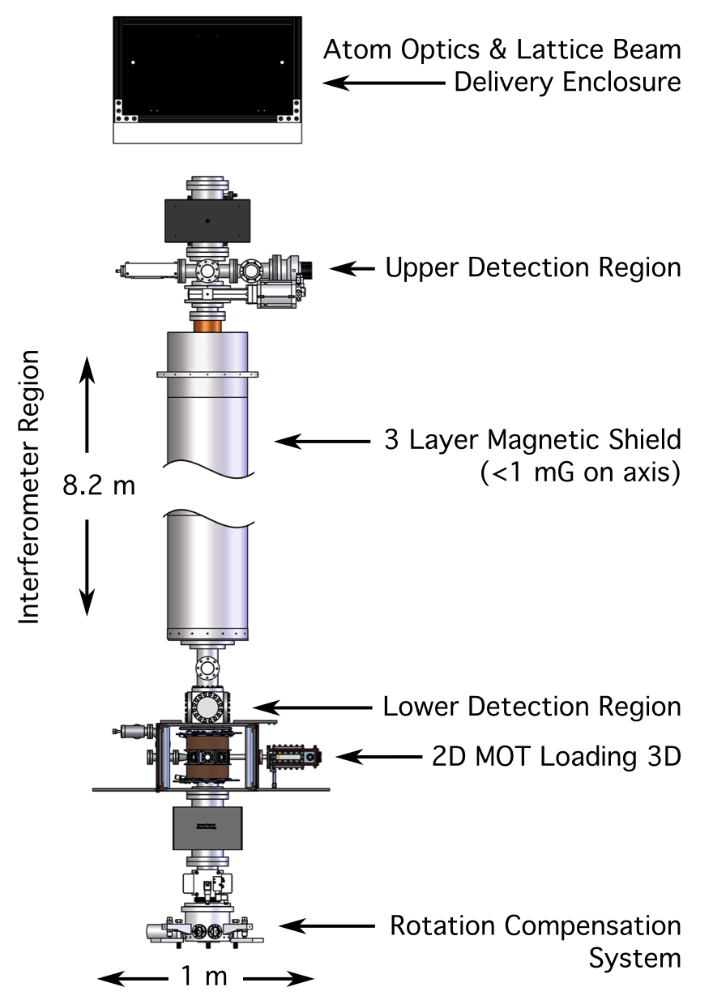 Atom Optics & Lattice Beam
Delivery Enclosure
Upper Detection Region
Interferometer Region
8.2 m
3 Layer Magnetic Shield
(<1 mG on axis)
Lower Detection Region
2D MOT Loading 3D
Rotation Compensation
System
1 m